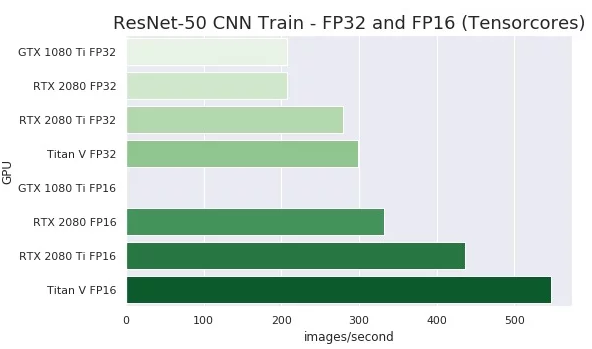 ResNet-50 CNN Train - FP32 and FP16 (Tensorcores)
GPU
GTX 1080 Ti FP32
RTX 2080 FP32
RTX 2080 Ti FP32
Titan V FP32
GTX 1080 Ti FP16
RTX 2080 FP16
RTX 2080 Ti FP16
Titan V FP16
0 100 200 300 400 500
images/second